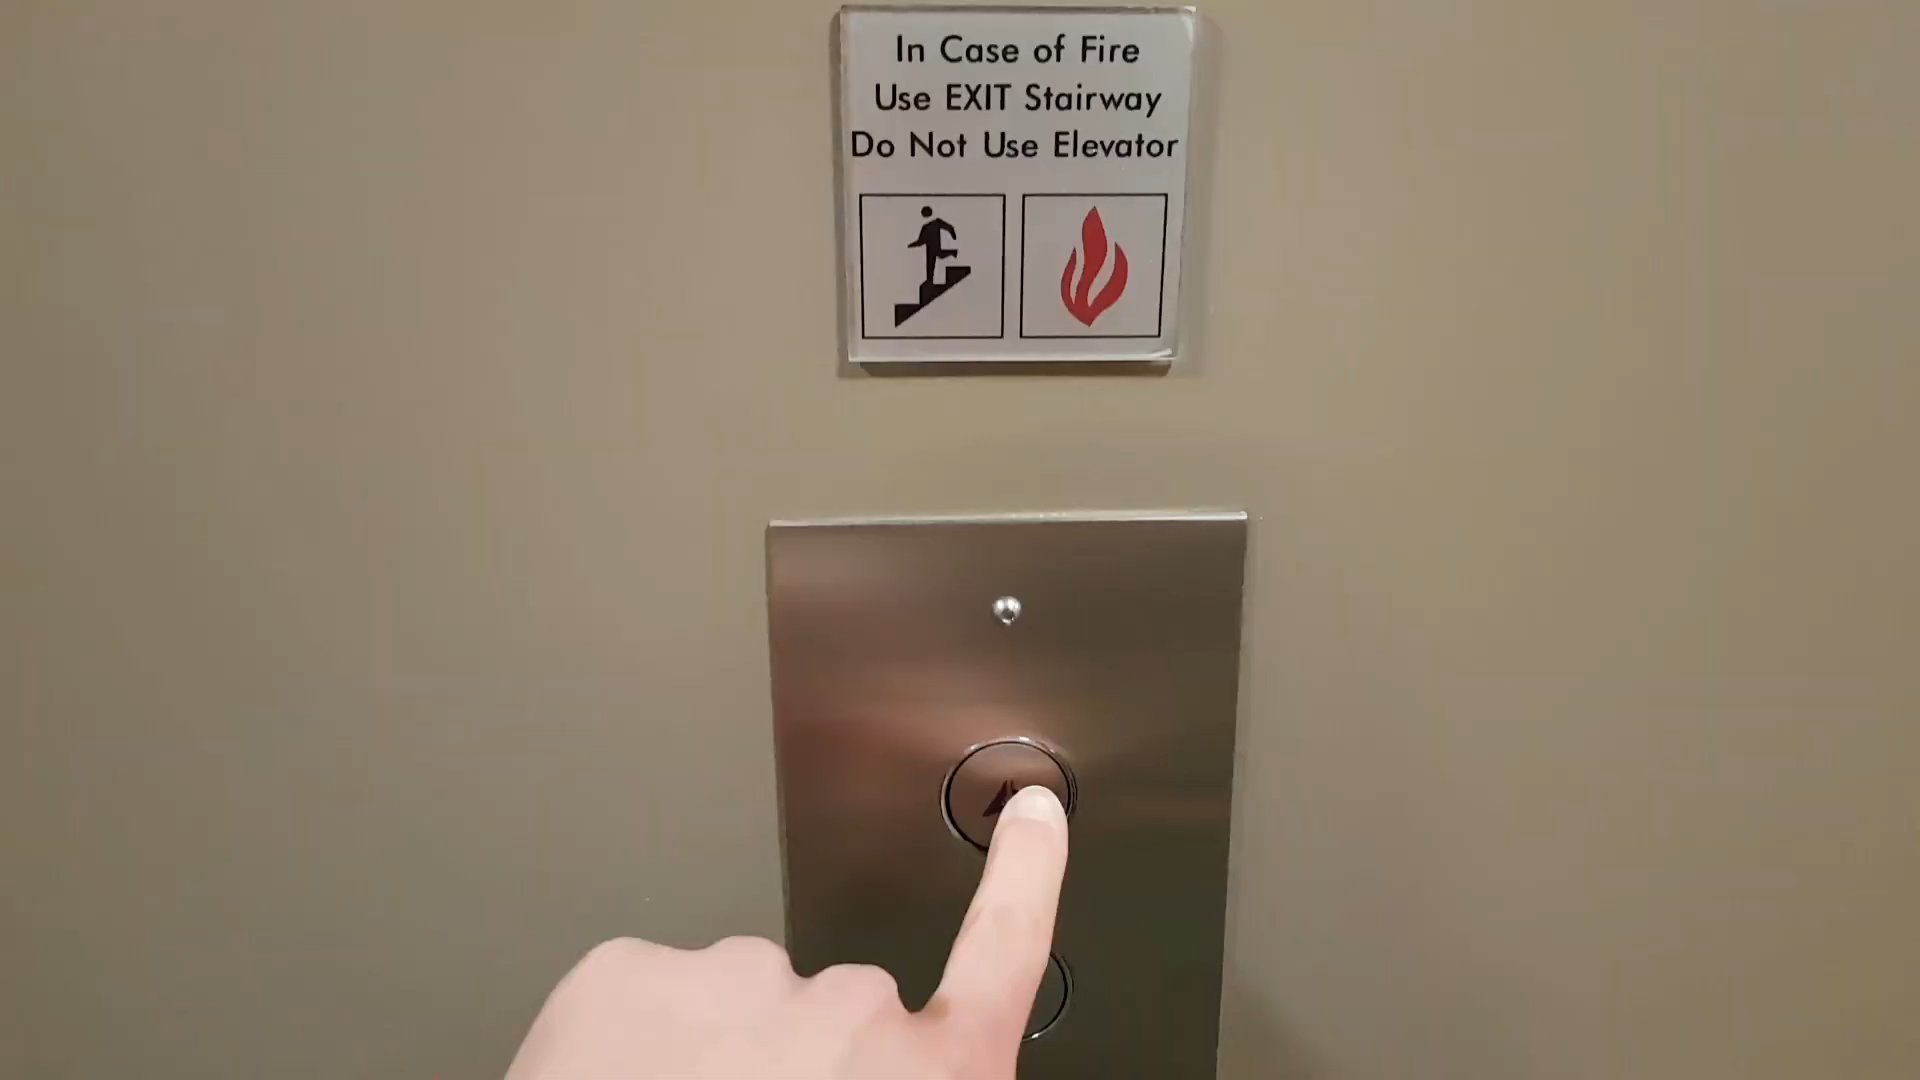 In Case of Fire
Use EXIT Stairway
Do Not Use Elevator